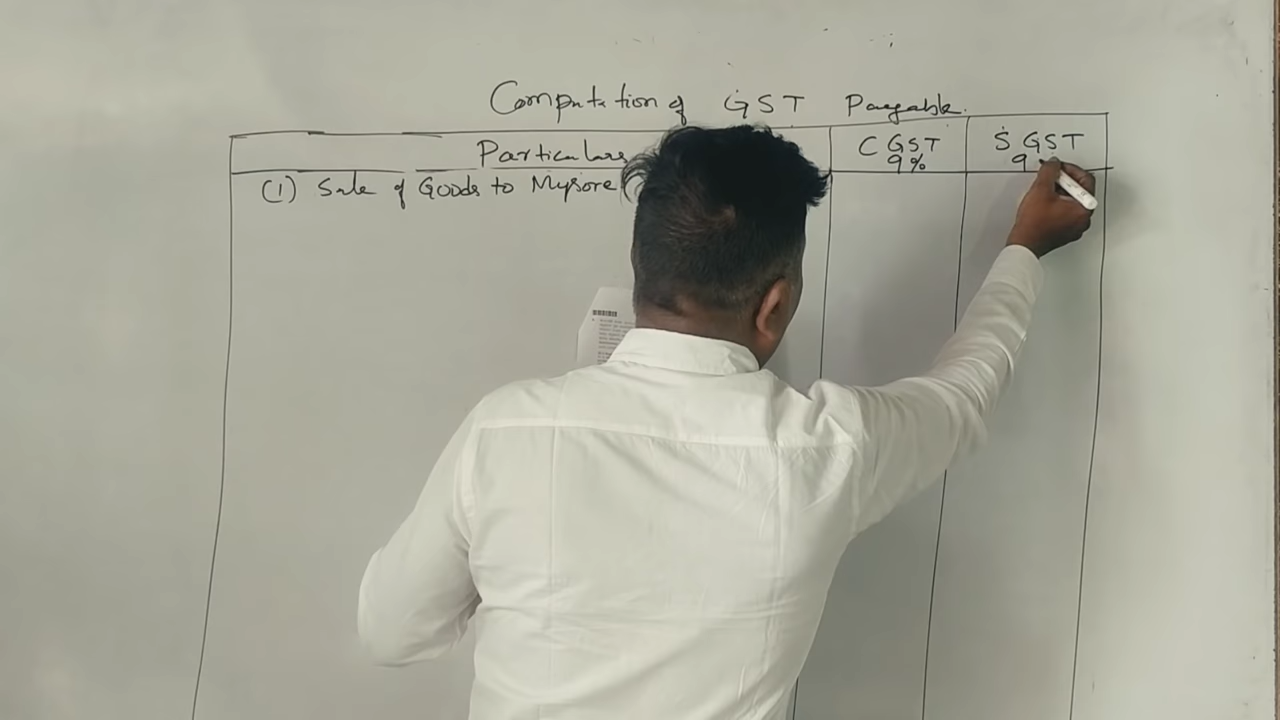 Computation of GST Payable.
Particulars CGST SGST
9% 9
(1) Sale of Goods to Mysore